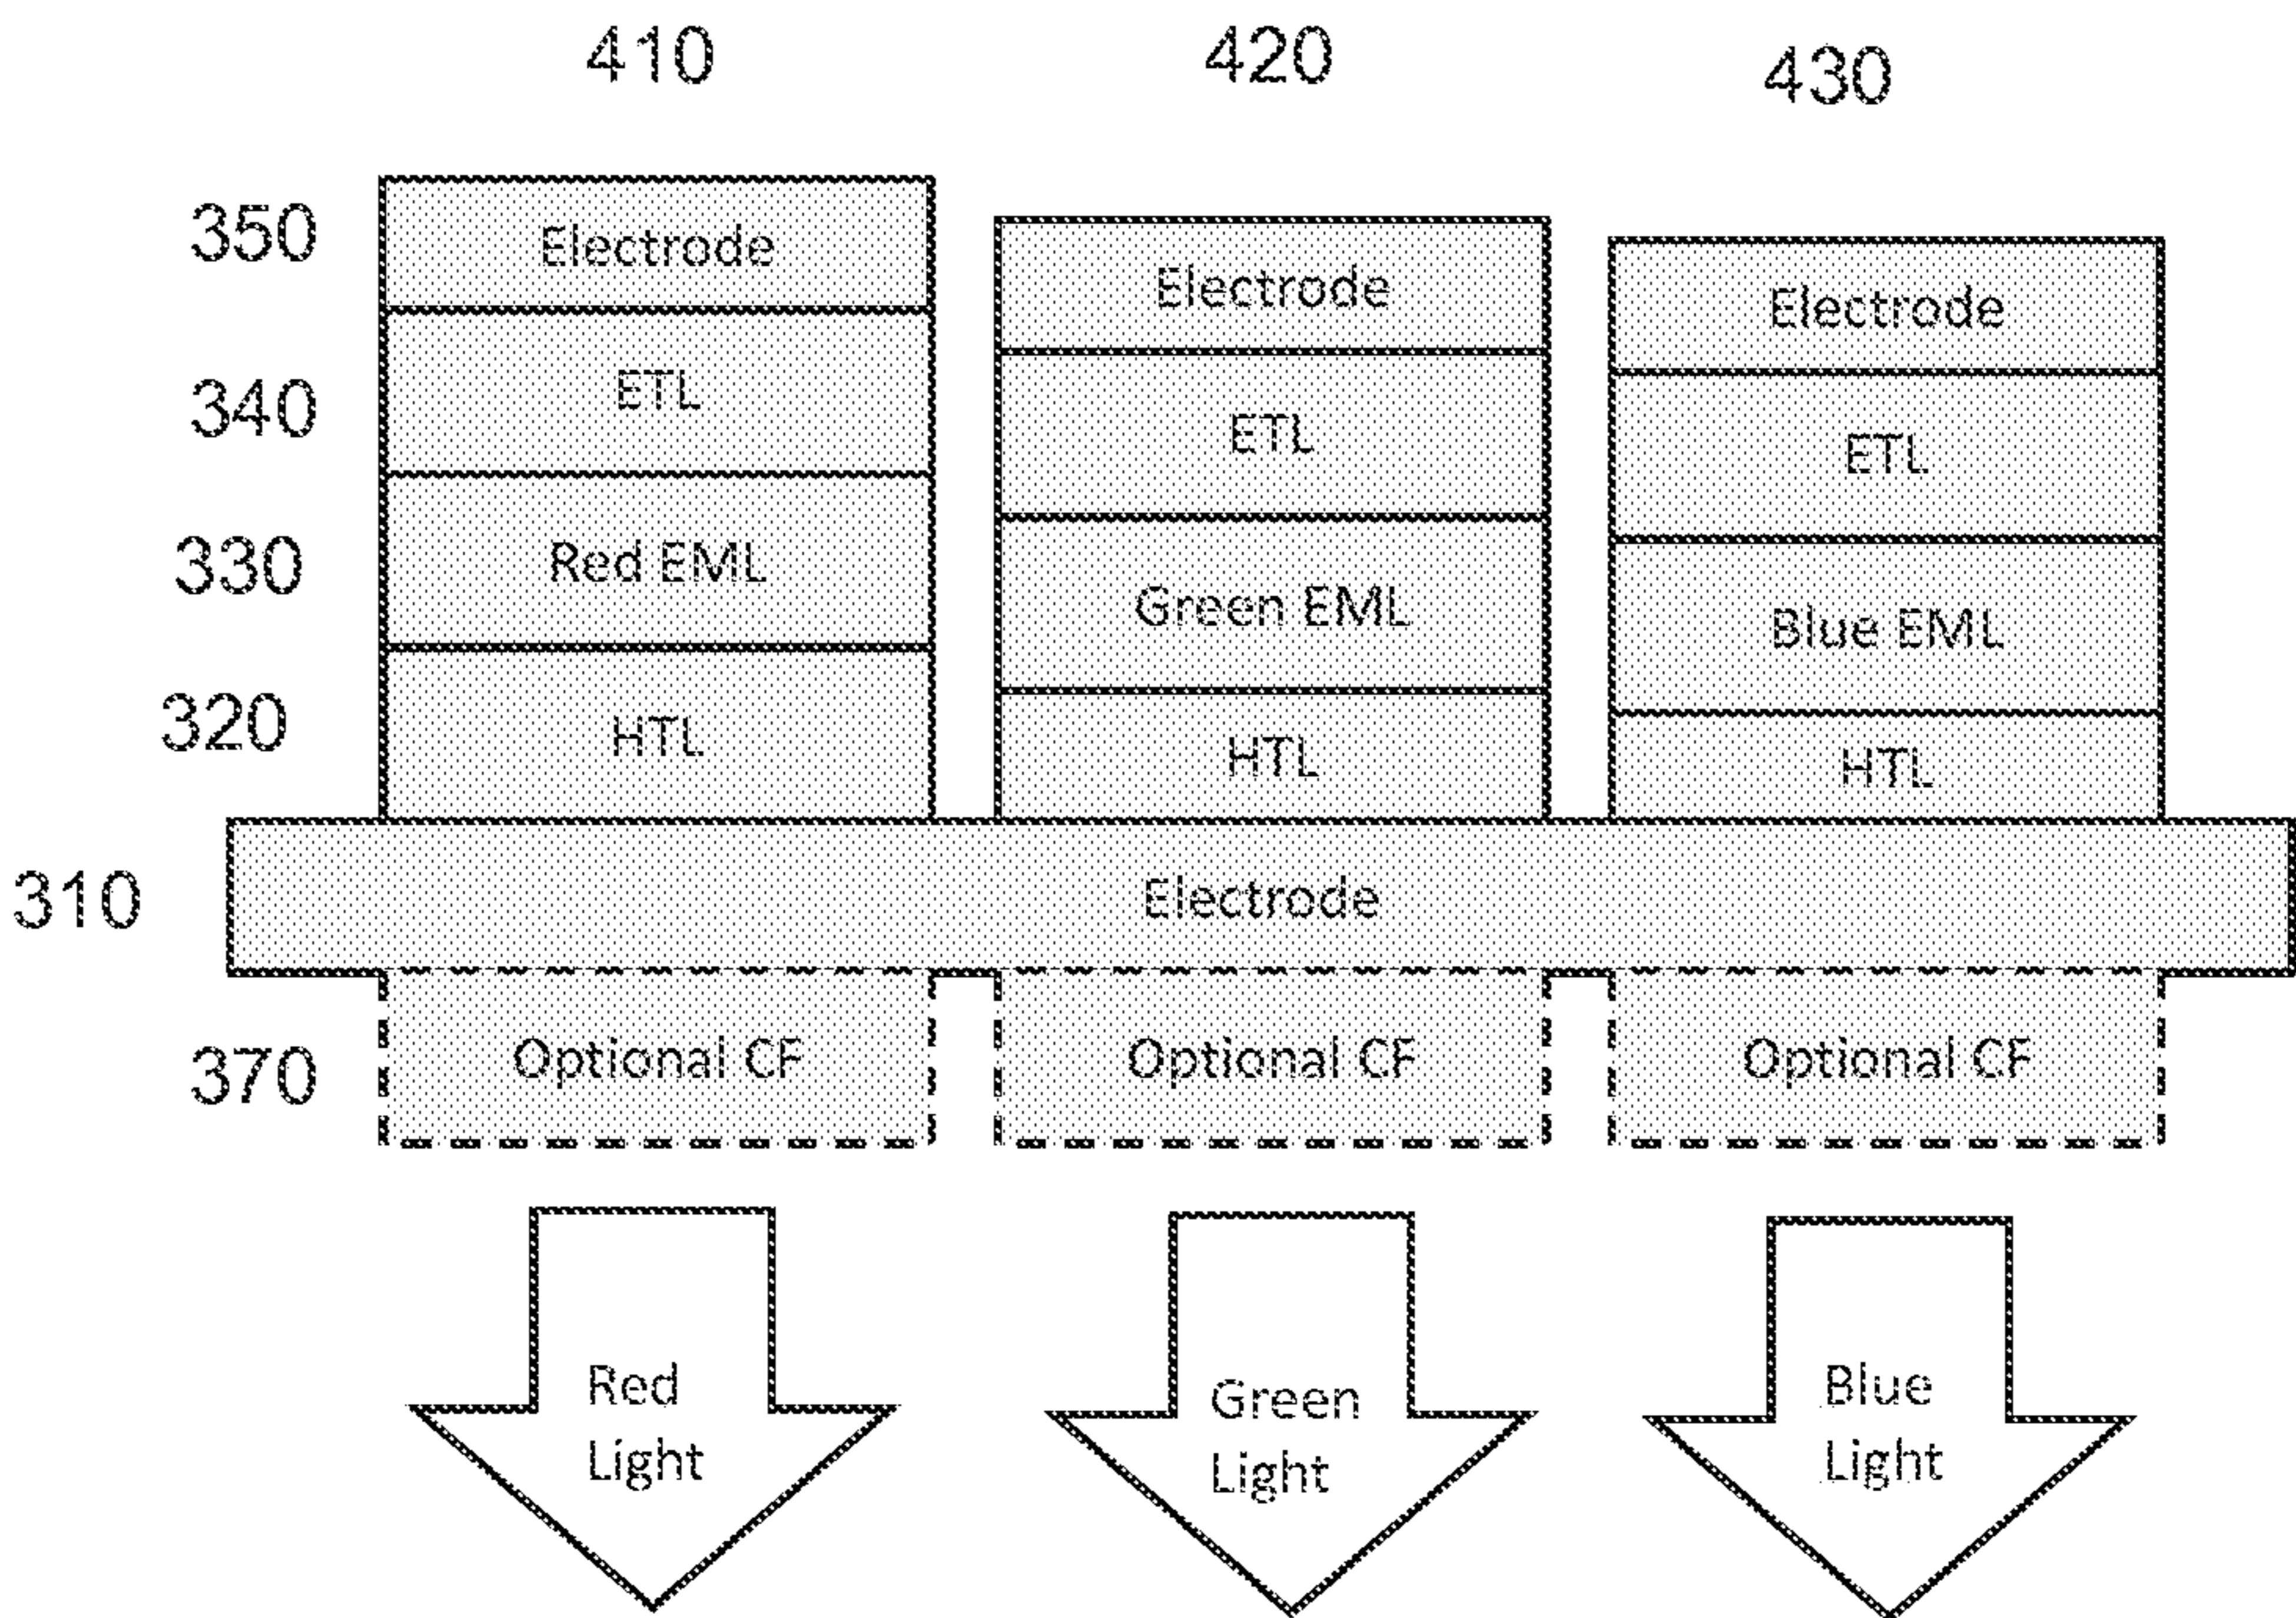 410 420 430
350 Electrode Electrode Electrode
340 ETL ETL ETL
330 Red EML Green EML Blue EML
320 HTL HTL HTL
310 Electrode
370 Optional CF Optional CF Optional CF
Red Green Blue
Light Light Light